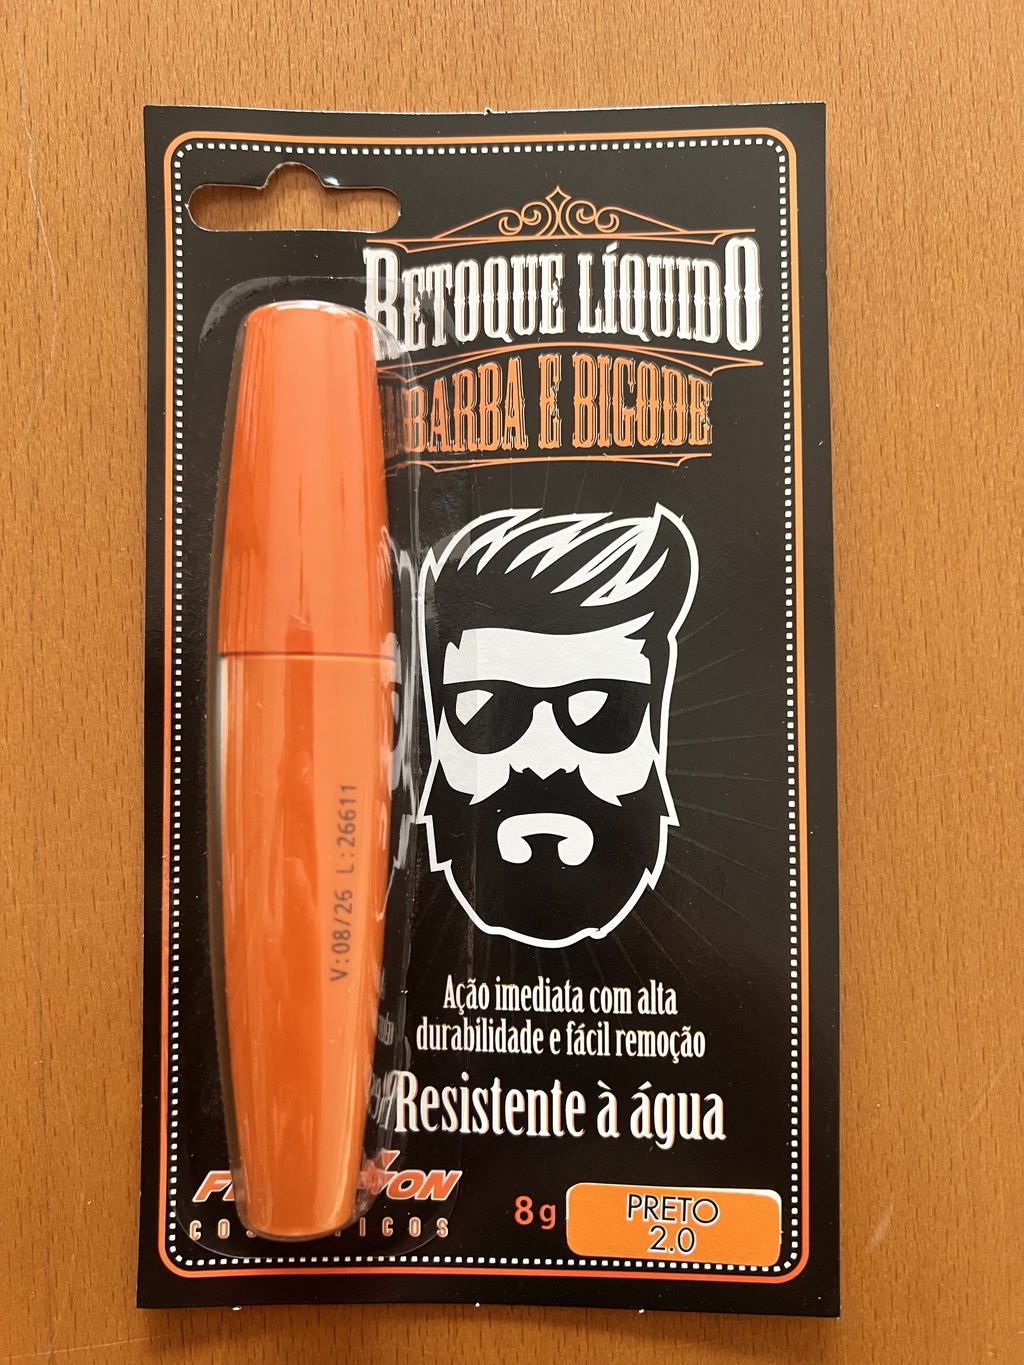 RETOQUE LÍQUIDO
BARBA E BIGODE
V:08/26 L:26611
Ação imediata com alta
durabilidade e fácil remoção
Resistente à água
8g
PRETO
2.0